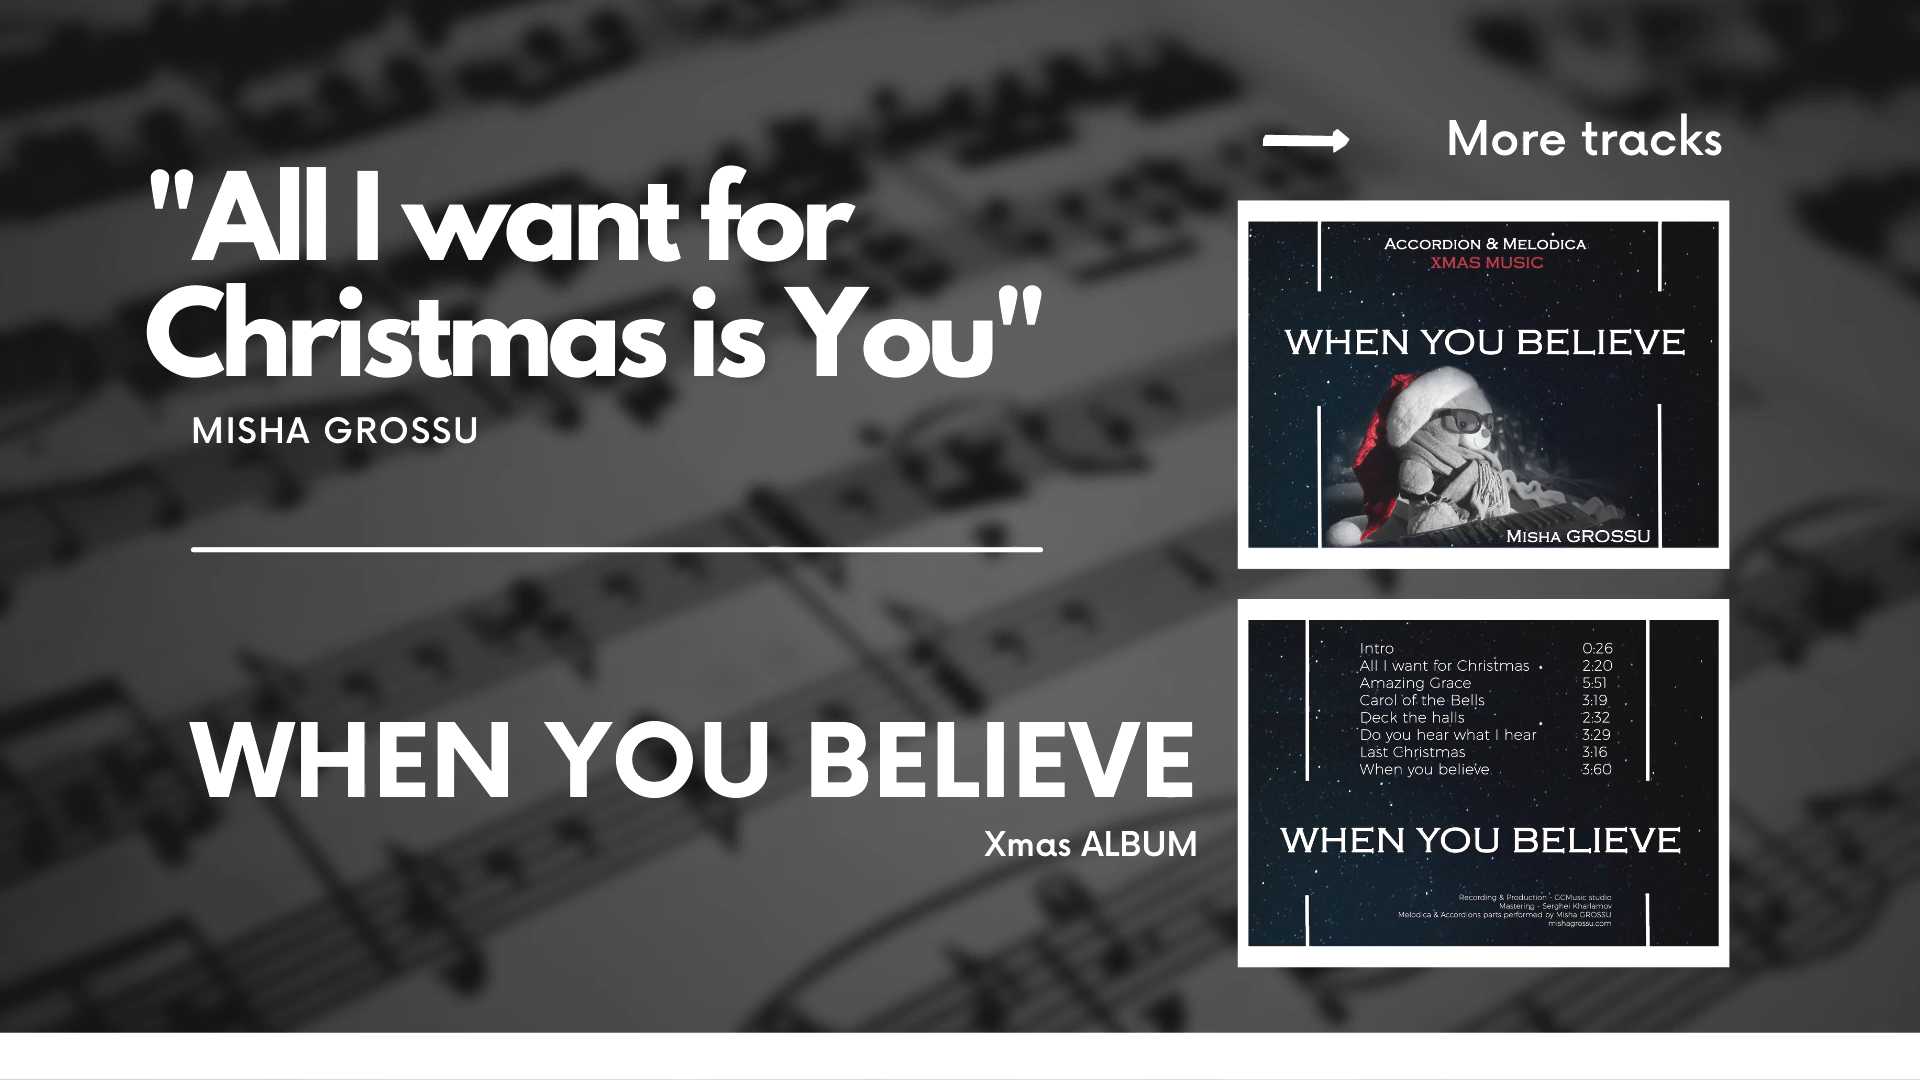 "All I want for
Christmas is You"
MISHA GROSSU
WHEN YOU BELIEVE
Xmas ALBUM
More tracks
ACCORDION & MELODICA
XMAS MUSIC
WHEN YOU BELIEVE
MISHA GROSSU
Intro 0:26
All I want for Christmas 2:20
Amazing Grace 5:51
Carol of the Bells 3:19
Deck the halls 2:32
Do you hear what I hear 3:29
Last Christmas 3:16
When you believe 3:60
WHEN YOU BELIEVE
Recording & Production - GCMusic studio
Mastering - Serghei Kharlamov
Melodica & Accordions parts performed by Misha GROSSU
mishagrossu.com